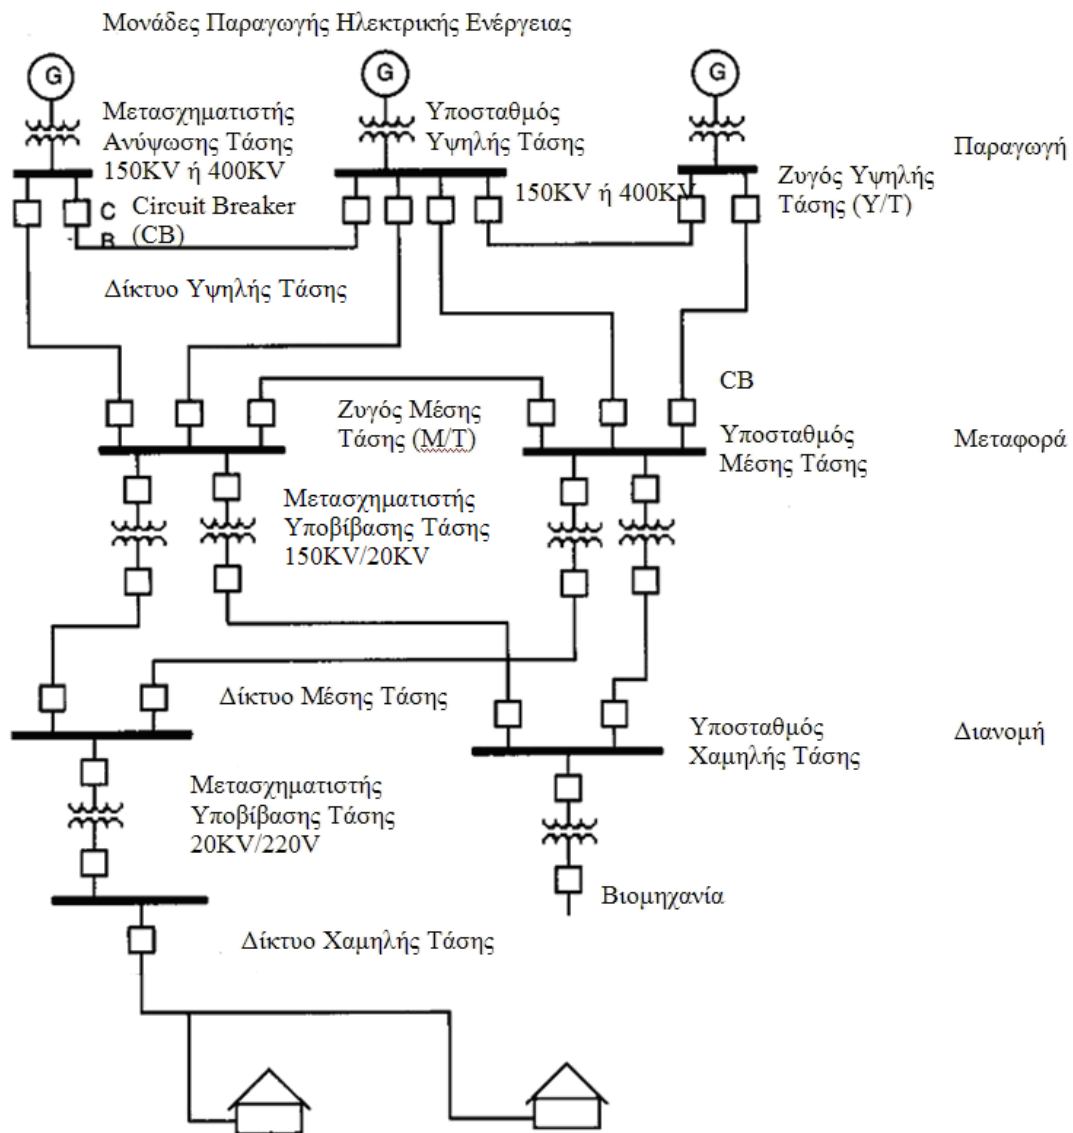 Μονάδες Παραγωγής Ηλεκτρικής Ενέργειας
G
G
G
Μετασχηματιστής
Ανύψωσης Τάσης
150KV ή 400KV
Υποσταθμός
Υψηλής Τάσης
Παραγωγή
150KV ή 400KV
Ζυγός Υψηλής
Τάσης (Υ/Τ)
C
B
Circuit Breaker
(CB)
Δίκτυο Υψηλής Τάσης
CB
Ζυγός Μέσης
Τάσης (Μ/Τ)
Υποσταθμός
Μέσης Τάσης
Μεταφορά
Μετασχηματιστής
Υποβίβασης Τάσης
150KV/20KV
Δίκτυο Μέσης Τάσης
Υποσταθμός
Χαμηλής Τάσης
Διανομή
Μετασχηματιστής
Υποβίβασης Τάσης
20KV/220V
Βιομηχανία
Δίκτυο Χαμηλής Τάσης